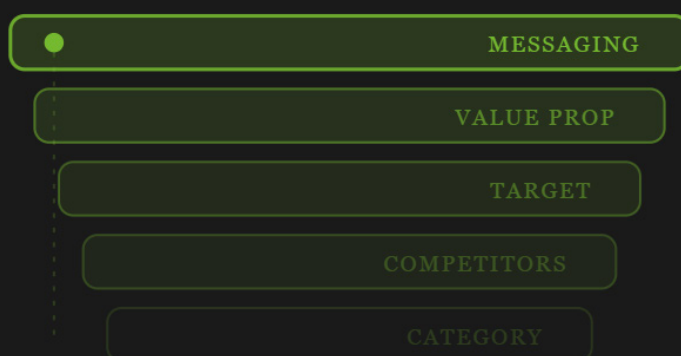 MESSAGING
VALUE PROP
TARGET
COMPETITORS
CATEGORY